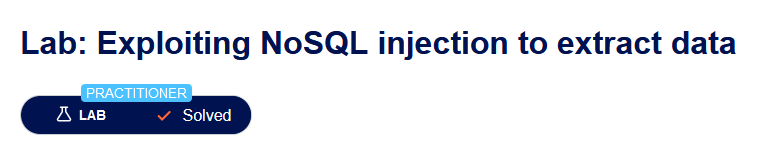 Lab: Exploiting NoSQL injection to extract data
PRACTITIONER
LAB
Solved